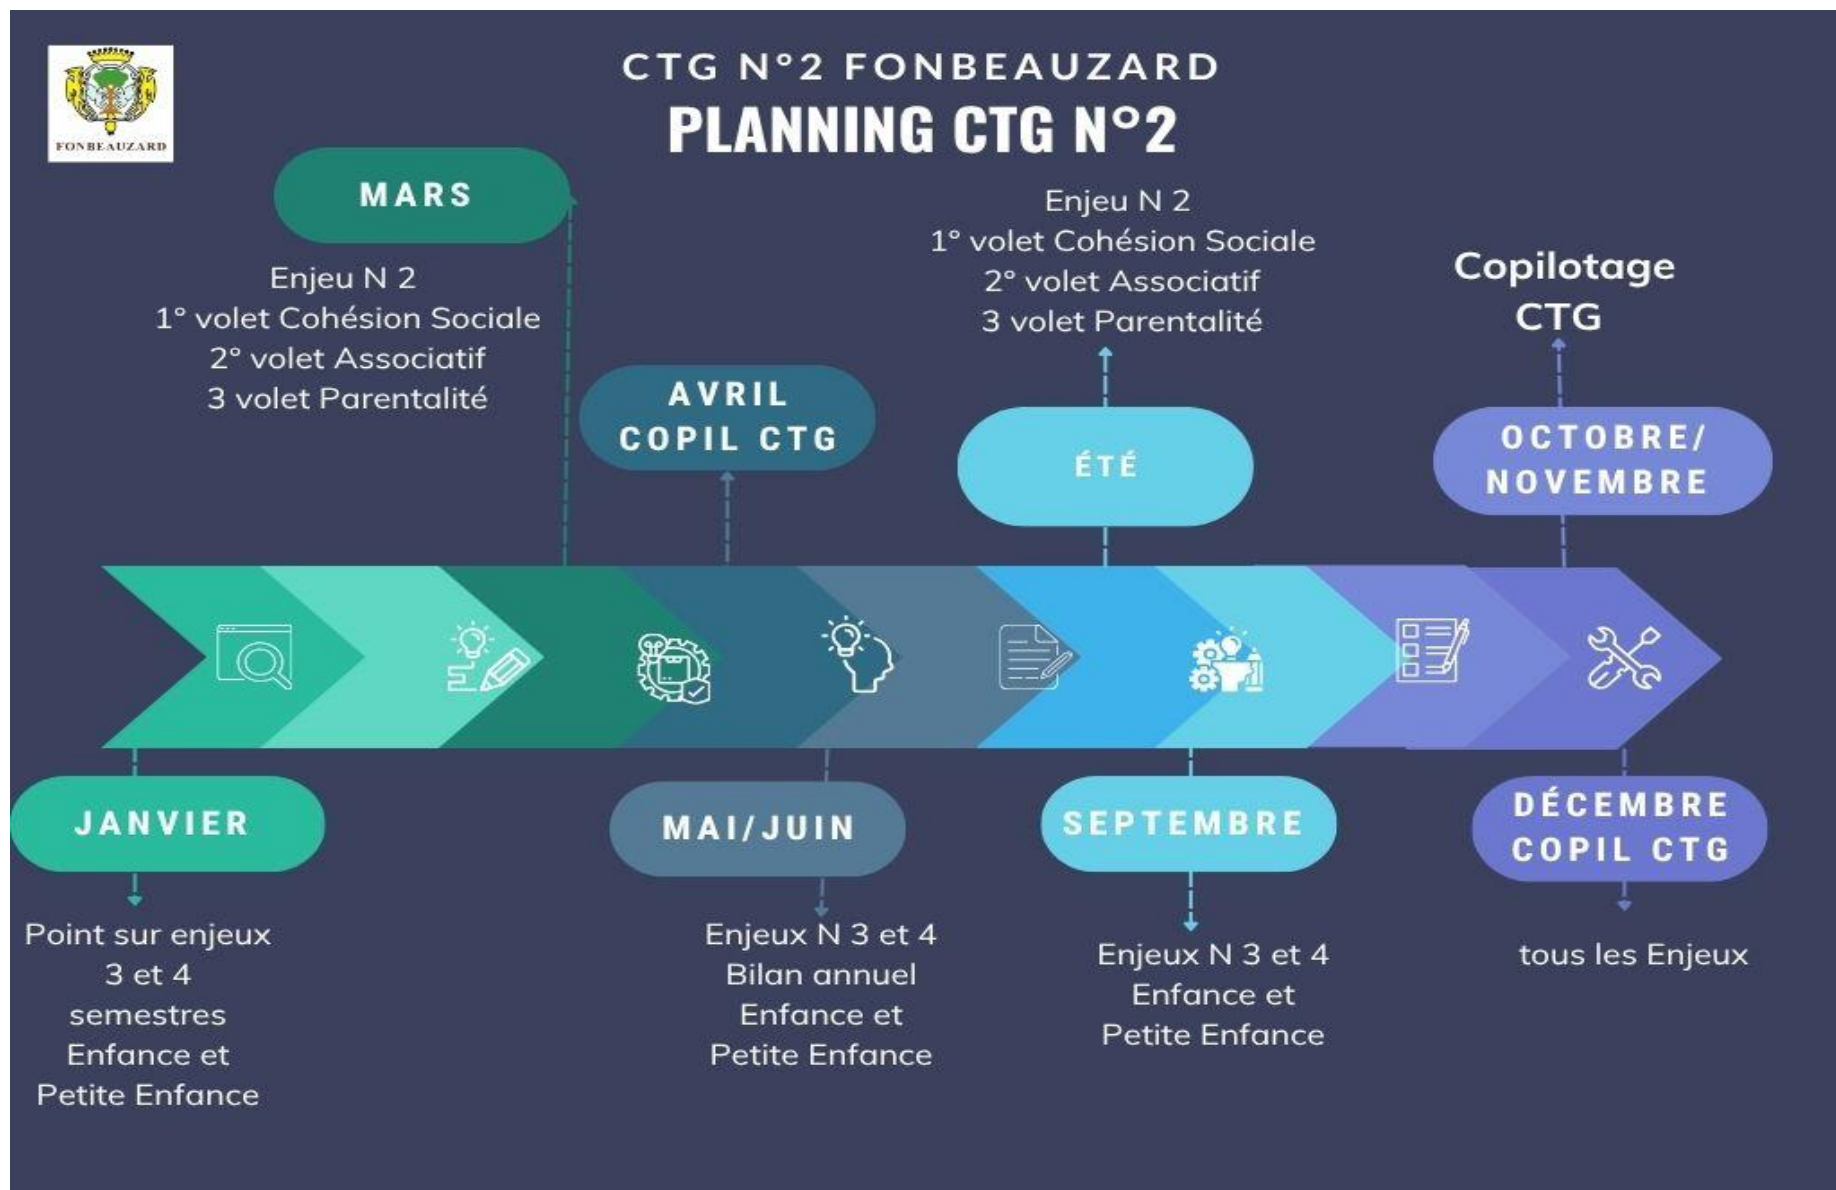 FONBEAUZARD
CTG N°2 FONBEAUZARD
PLANNING CTG N°2
MARS
Enjeu N 2
1° volet Cohésion Sociale
2° volet Associatif
3 volet Parentalité
AVRIL
COPIL CTG
Enjeu N 2
1° volet Cohésion Sociale
2° volet Associatif
3 volet Parentalité
ÉTÉ
Copilotage
CTG
OCTOBRE/
NOVEMBRE
JANVIER
Point sur enjeux
3 et 4
semestres
Enfance et
Petite Enfance
MAI/JUIN
Enjeux N 3 et 4
Bilan annuel
Enfance et
Petite Enfance
SEPTEMBRE
Enjeux N 3 et 4
Enfance et
Petite Enfance
DÉCEMBRE
COPIL CTG
tous les Enjeux